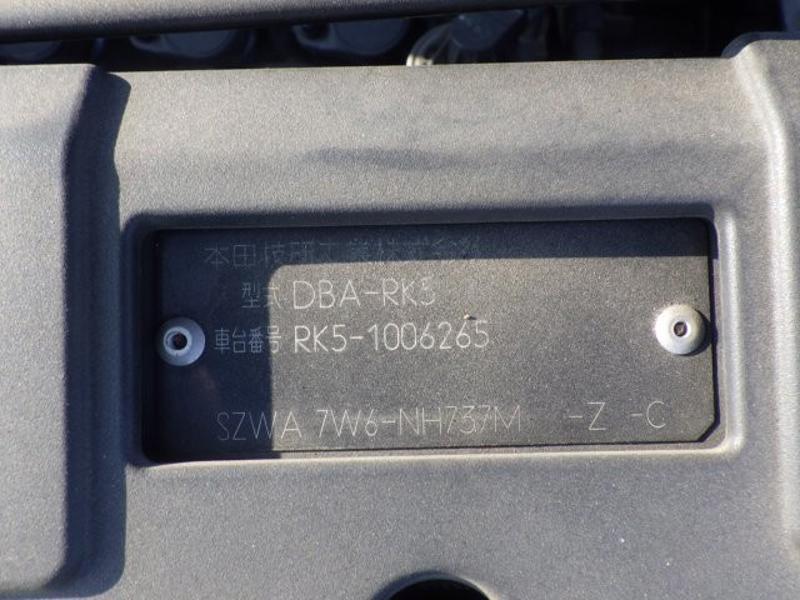 本田技研工業株式会社
型式 DBA-RK5
車台番号 RK5-1006265
SZWA 7W6-NH737M -Z -C